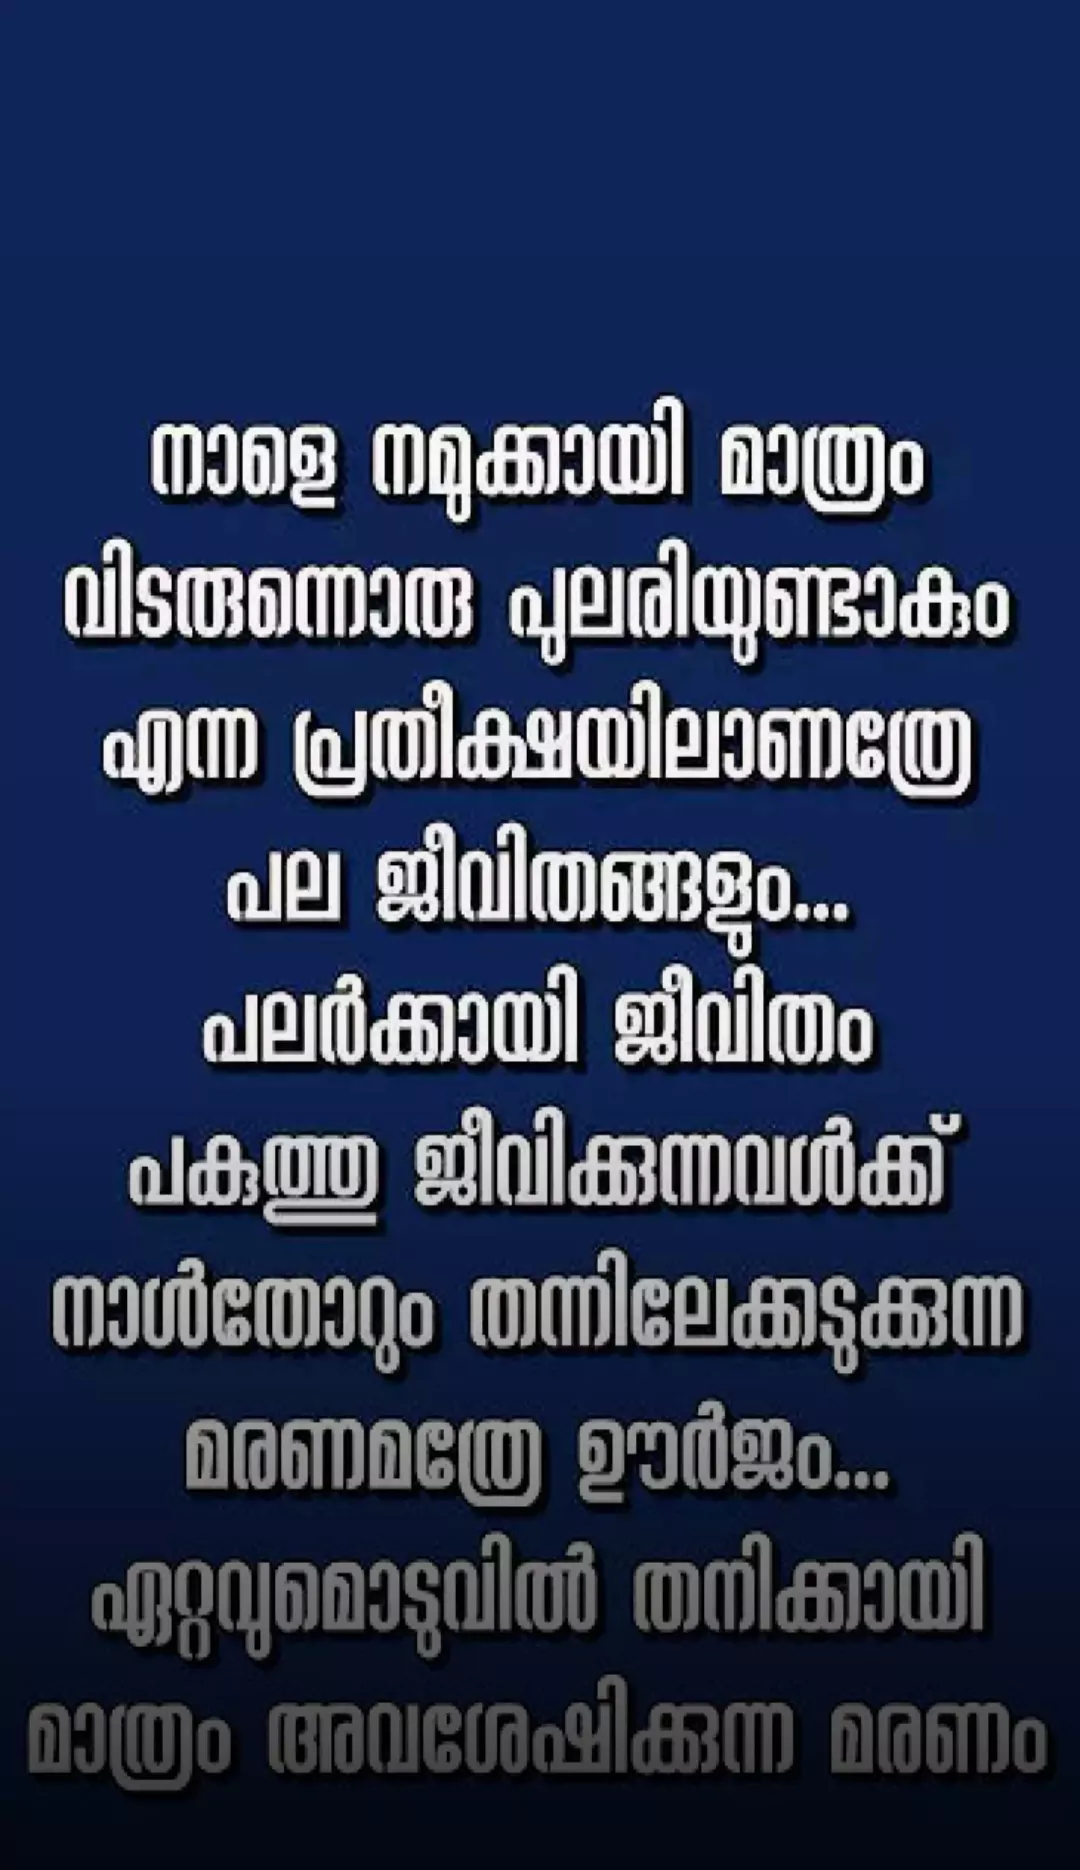 നാളെ നമുക്കായി മാത്രം
വിടരുന്നൊരു പുലരിയുണ്ടാകും
എന്ന പ്രതീക്ഷയിലാണത്രേ
പല ജീവിതങ്ങളും...
പലർക്കായി ജീവിതം
പകുത്തു ജീവിക്കുന്നവൾക്ക്
നാൾതോറും തന്നിലേക്കടുക്കുന്ന
മരണമത്രേ ഊർജം...
ഏറ്റവുമൊടുവിൽ തനിക്കായി
മാത്രം അവശേഷിക്കുന്ന മരണം